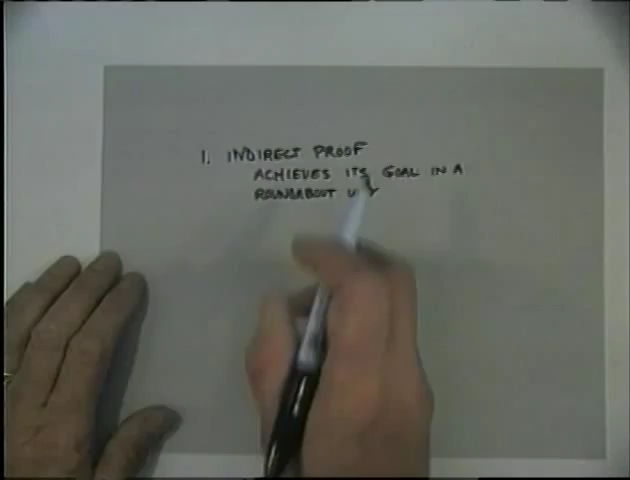 1. INDIRECT PROOF
ACHIEVES ITS GOAL IN A
ROUNDABOUT